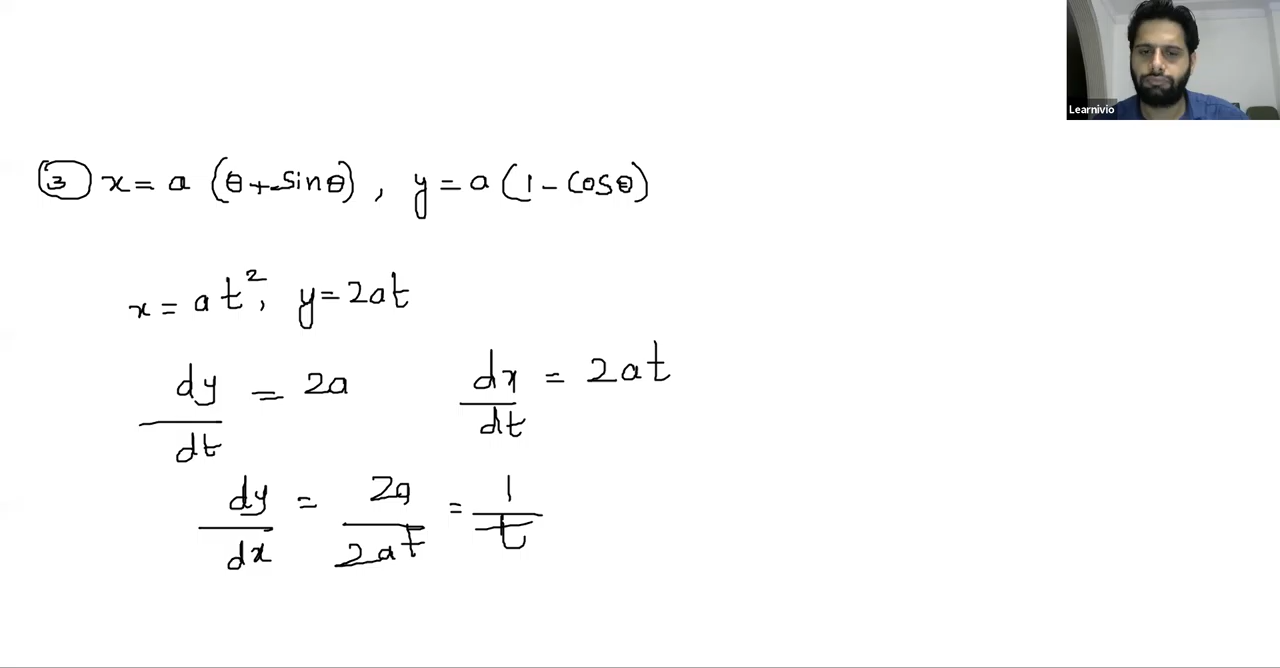 Learnivio
③ x = a (θ + sinθ), y = a (1 - cosθ)
x = at², y = 2at
dy/dt = 2a dx/dt = 2at
dy/dx = 2a/2at = 1/t